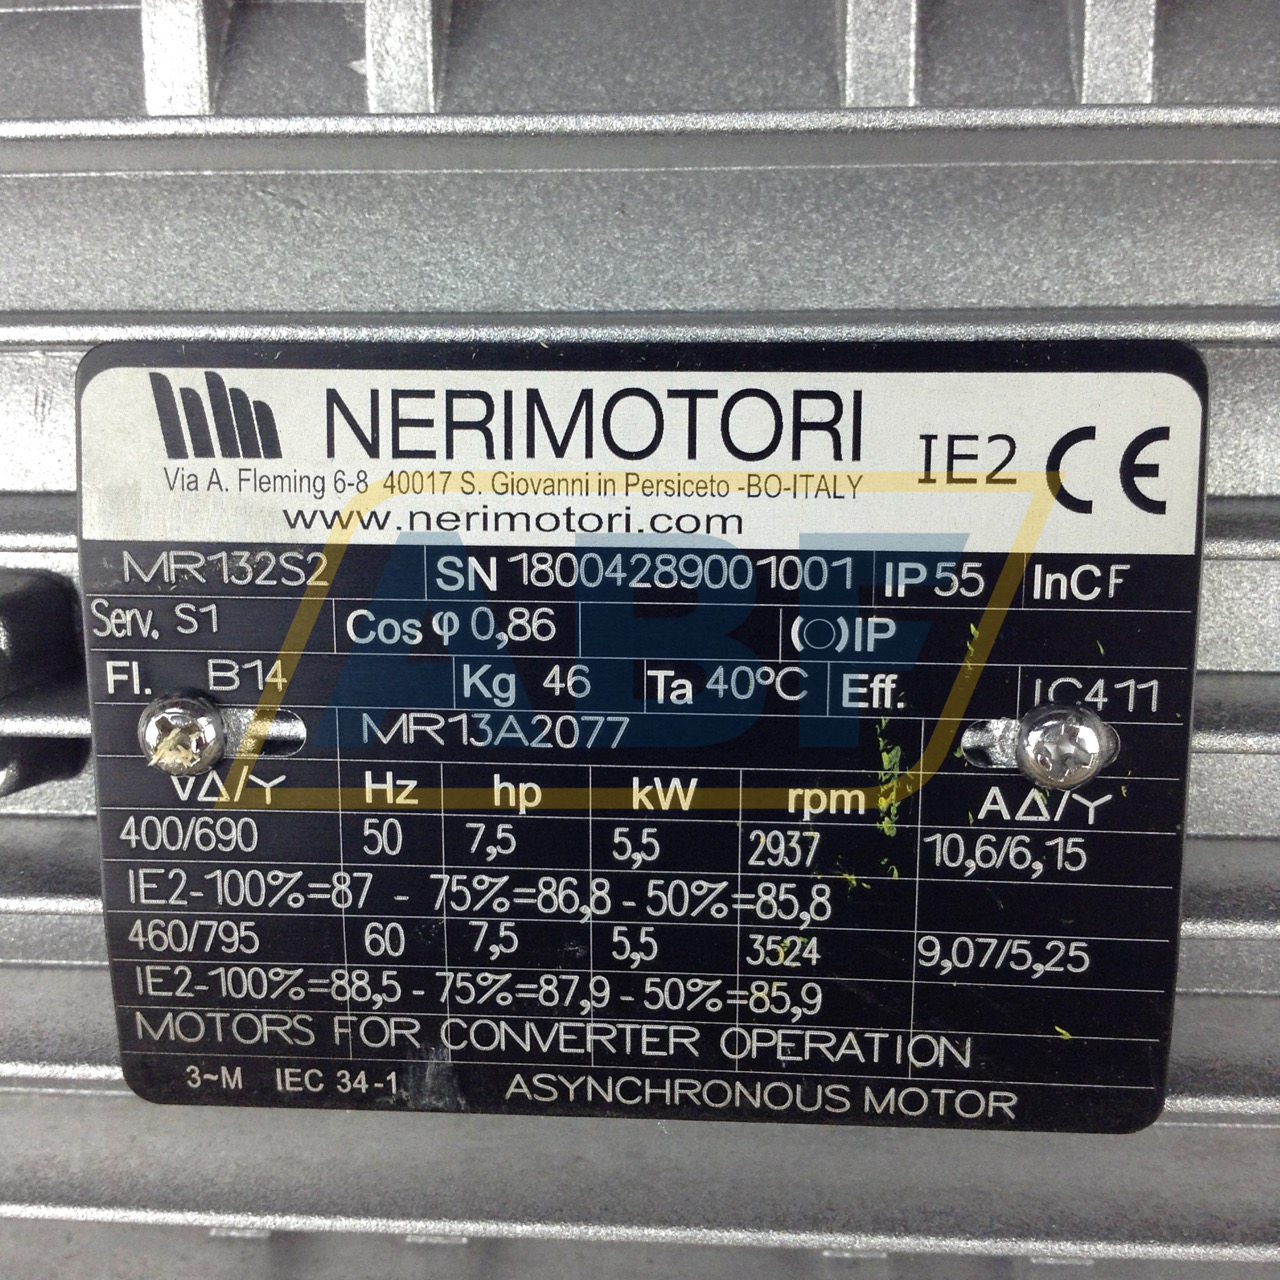 NERIMOTORI
IE2 CE
Via A. Fleming 6-8 40017 S. Giovanni in Persiceto -BO-ITALY
www.nerimotori.com
MR132S2 SN 18004289001001 IP55 InCF
Serv. S1 Cos φ 0,86 (◯)IP
Fl. B14 Kg 46 Ta 40°C Eff. IC411
MR13A2077
VΔ/Y Hz hp kW rpm AΔ/Y
400/690 50 7,5 5,5 2937 10,6/6,15
IE2-100%=87 - 75%=86,8 - 50%=85,8
460/795 60 7,5 5,5 3524 9,07/5,25
IE2-100%=88,5 - 75%=87,9 - 50%=85,9
MOTORS FOR CONVERTER OPERATION
3~M IEC 34-1 ASYNCHRONOUS MOTOR
ABF